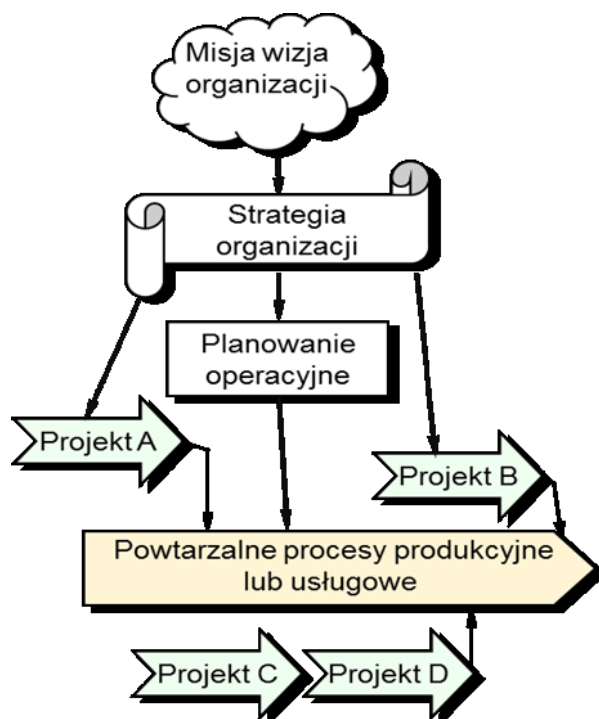 Misja wizja
organizacji
Strategia
organizacji
Planowanie
operacyjne
Projekt A
Projekt B
Powtarzalne procesy produkcyjne
lub usługowe
Projekt C
Projekt D